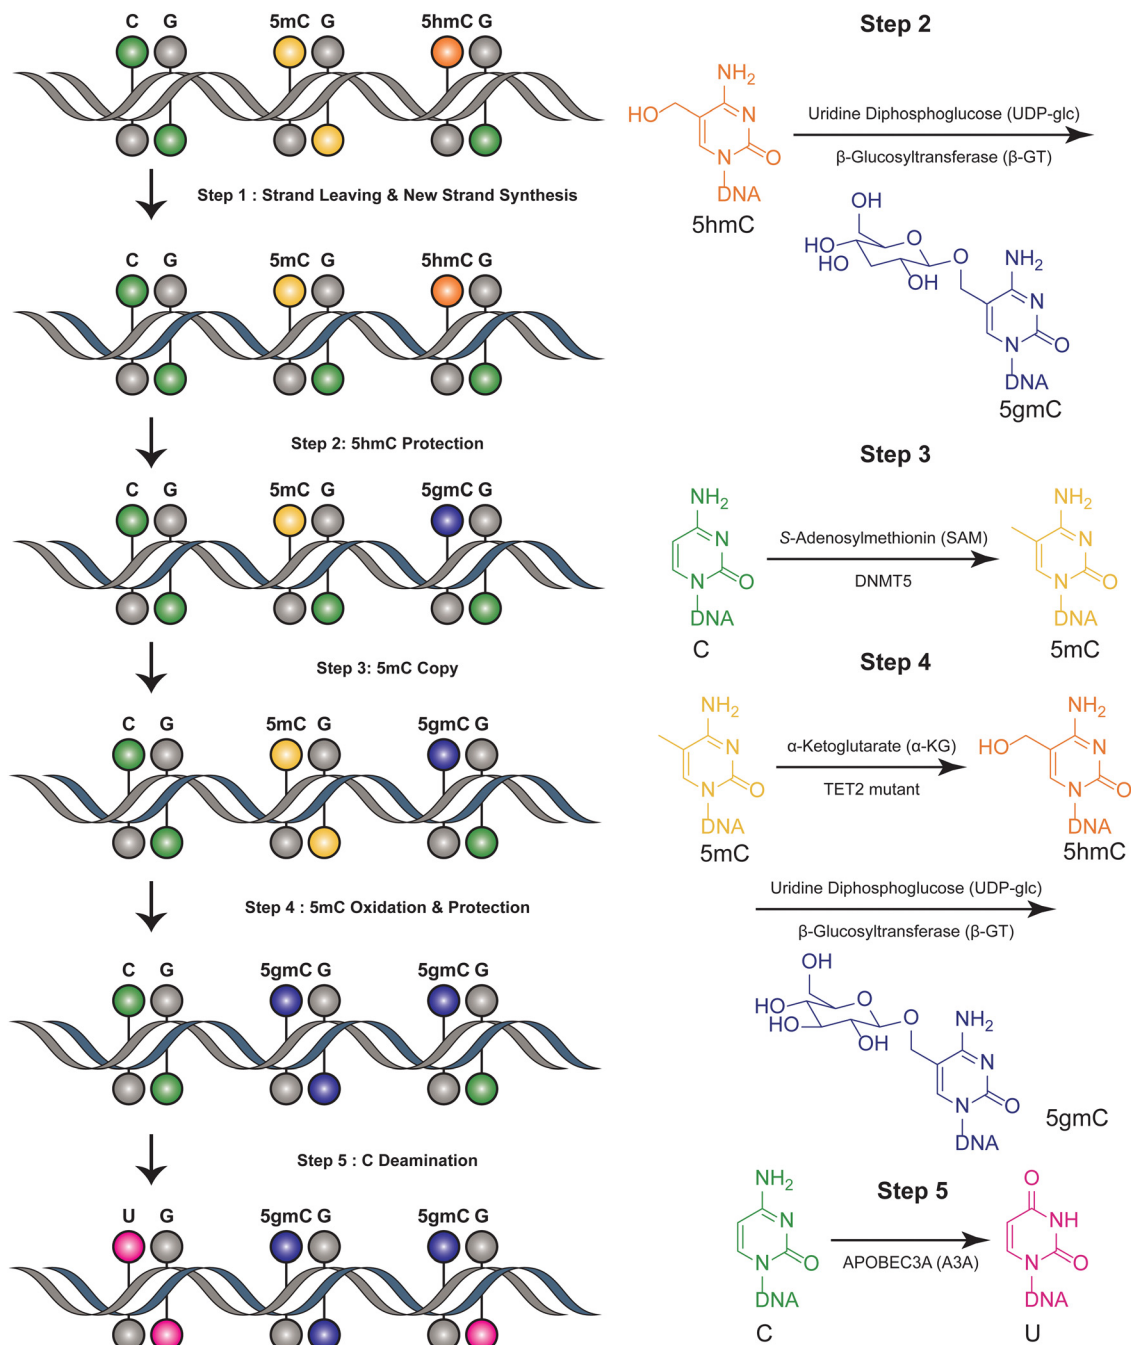 C G 5mC G 5hmC G
Step 1 : Strand Leaving & New Strand Synthesis
C G 5mC G 5hmC G
Step 2: 5hmC Protection
C G 5mC G 5gmC G
Step 3: 5mC Copy
C G 5mC G 5gmC G
Step 4 : 5mC Oxidation & Protection
C G 5gmC G 5gmC G
Step 5 : C Deamination
U G 5gmC G 5gmC G
Step 2
NH2
HO
N
N
O
DNA
5hmC
Uridine Diphosphoglucose (UDP-glc)
β-Glucosyltransferase (β-GT)
OH
O
HO
HO
OH
O
NH2
N
N
O
DNA
5gmC
Step 3
NH2
N
N
O
DNA
C
S-Adenosylmethionin (SAM)
DNMT5
NH2
N
N
O
DNA
5mC
Step 4
NH2
N
N
O
DNA
5mC
α-Ketoglutarate (α-KG)
TET2 mutant
NH2
HO
N
N
O
DNA
5hmC
Uridine Diphosphoglucose (UDP-glc)
β-Glucosyltransferase (β-GT)
OH
O
HO
HO
OH
O
NH2
N
N
O
DNA
5gmC
Step 5
NH2
N
N
O
DNA
C
APOBEC3A (A3A)
O
NH
N
O
DNA
U